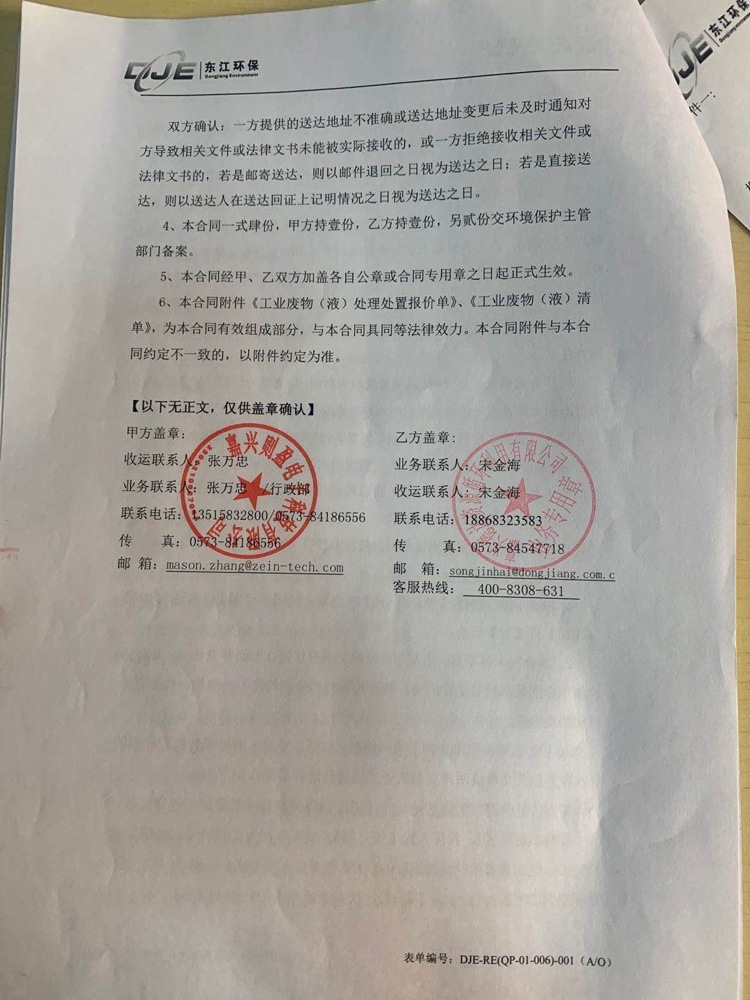 DJE 东江环保
Dongjiang Environment
双方确认：一方提供的送达地址不准确或送达地址变更后未及时通知对
方导致相关文件或法律文书未能被实际接收的，或一方拒绝接收相关文件或
法律文书的，若是邮寄送达，则以邮件退回之日视为送达之日；若是直接送
达，则以送达人在送达回证上记明情况之日视为送达之日。
4、本合同一式肆份，甲方持壹份，乙方持壹份，另贰份交环境保护主管
部门备案。
5、本合同经甲、乙双方加盖各自公章或合同专用章之日起正式生效。
6、本合同附件《工业废物（液）处理处置报价单》、《工业废物（液）清
单》，为本合同有效组成部分，与本合同具同等法律效力。本合同附件与本合
同约定不一致的，以附件约定为准。
【以下无正文，仅供盖章确认】
甲方盖章：
收运联系人：张万忠
业务联系人：张万忠 /行政部
联系电话：13515832800/0573-84186556
传 真：0573-84186556
邮 箱：mason.zhang@zein-tech.com
嘉兴则盈电子科技有限公司
乙方盖章：
业务联系人：宋金海
收运联系人：宋金海
联系电话：18868323583
传 真：0573-84547718
邮 箱：songjinhai@dongjiang.com.c
客服热线：400-8308-631
资源循环利用有限公司
业务专用章
表单编号：DJE-RE(QP-01-006)-001（A/O）
JE 东江环保
Dongjiang Environment
件一：